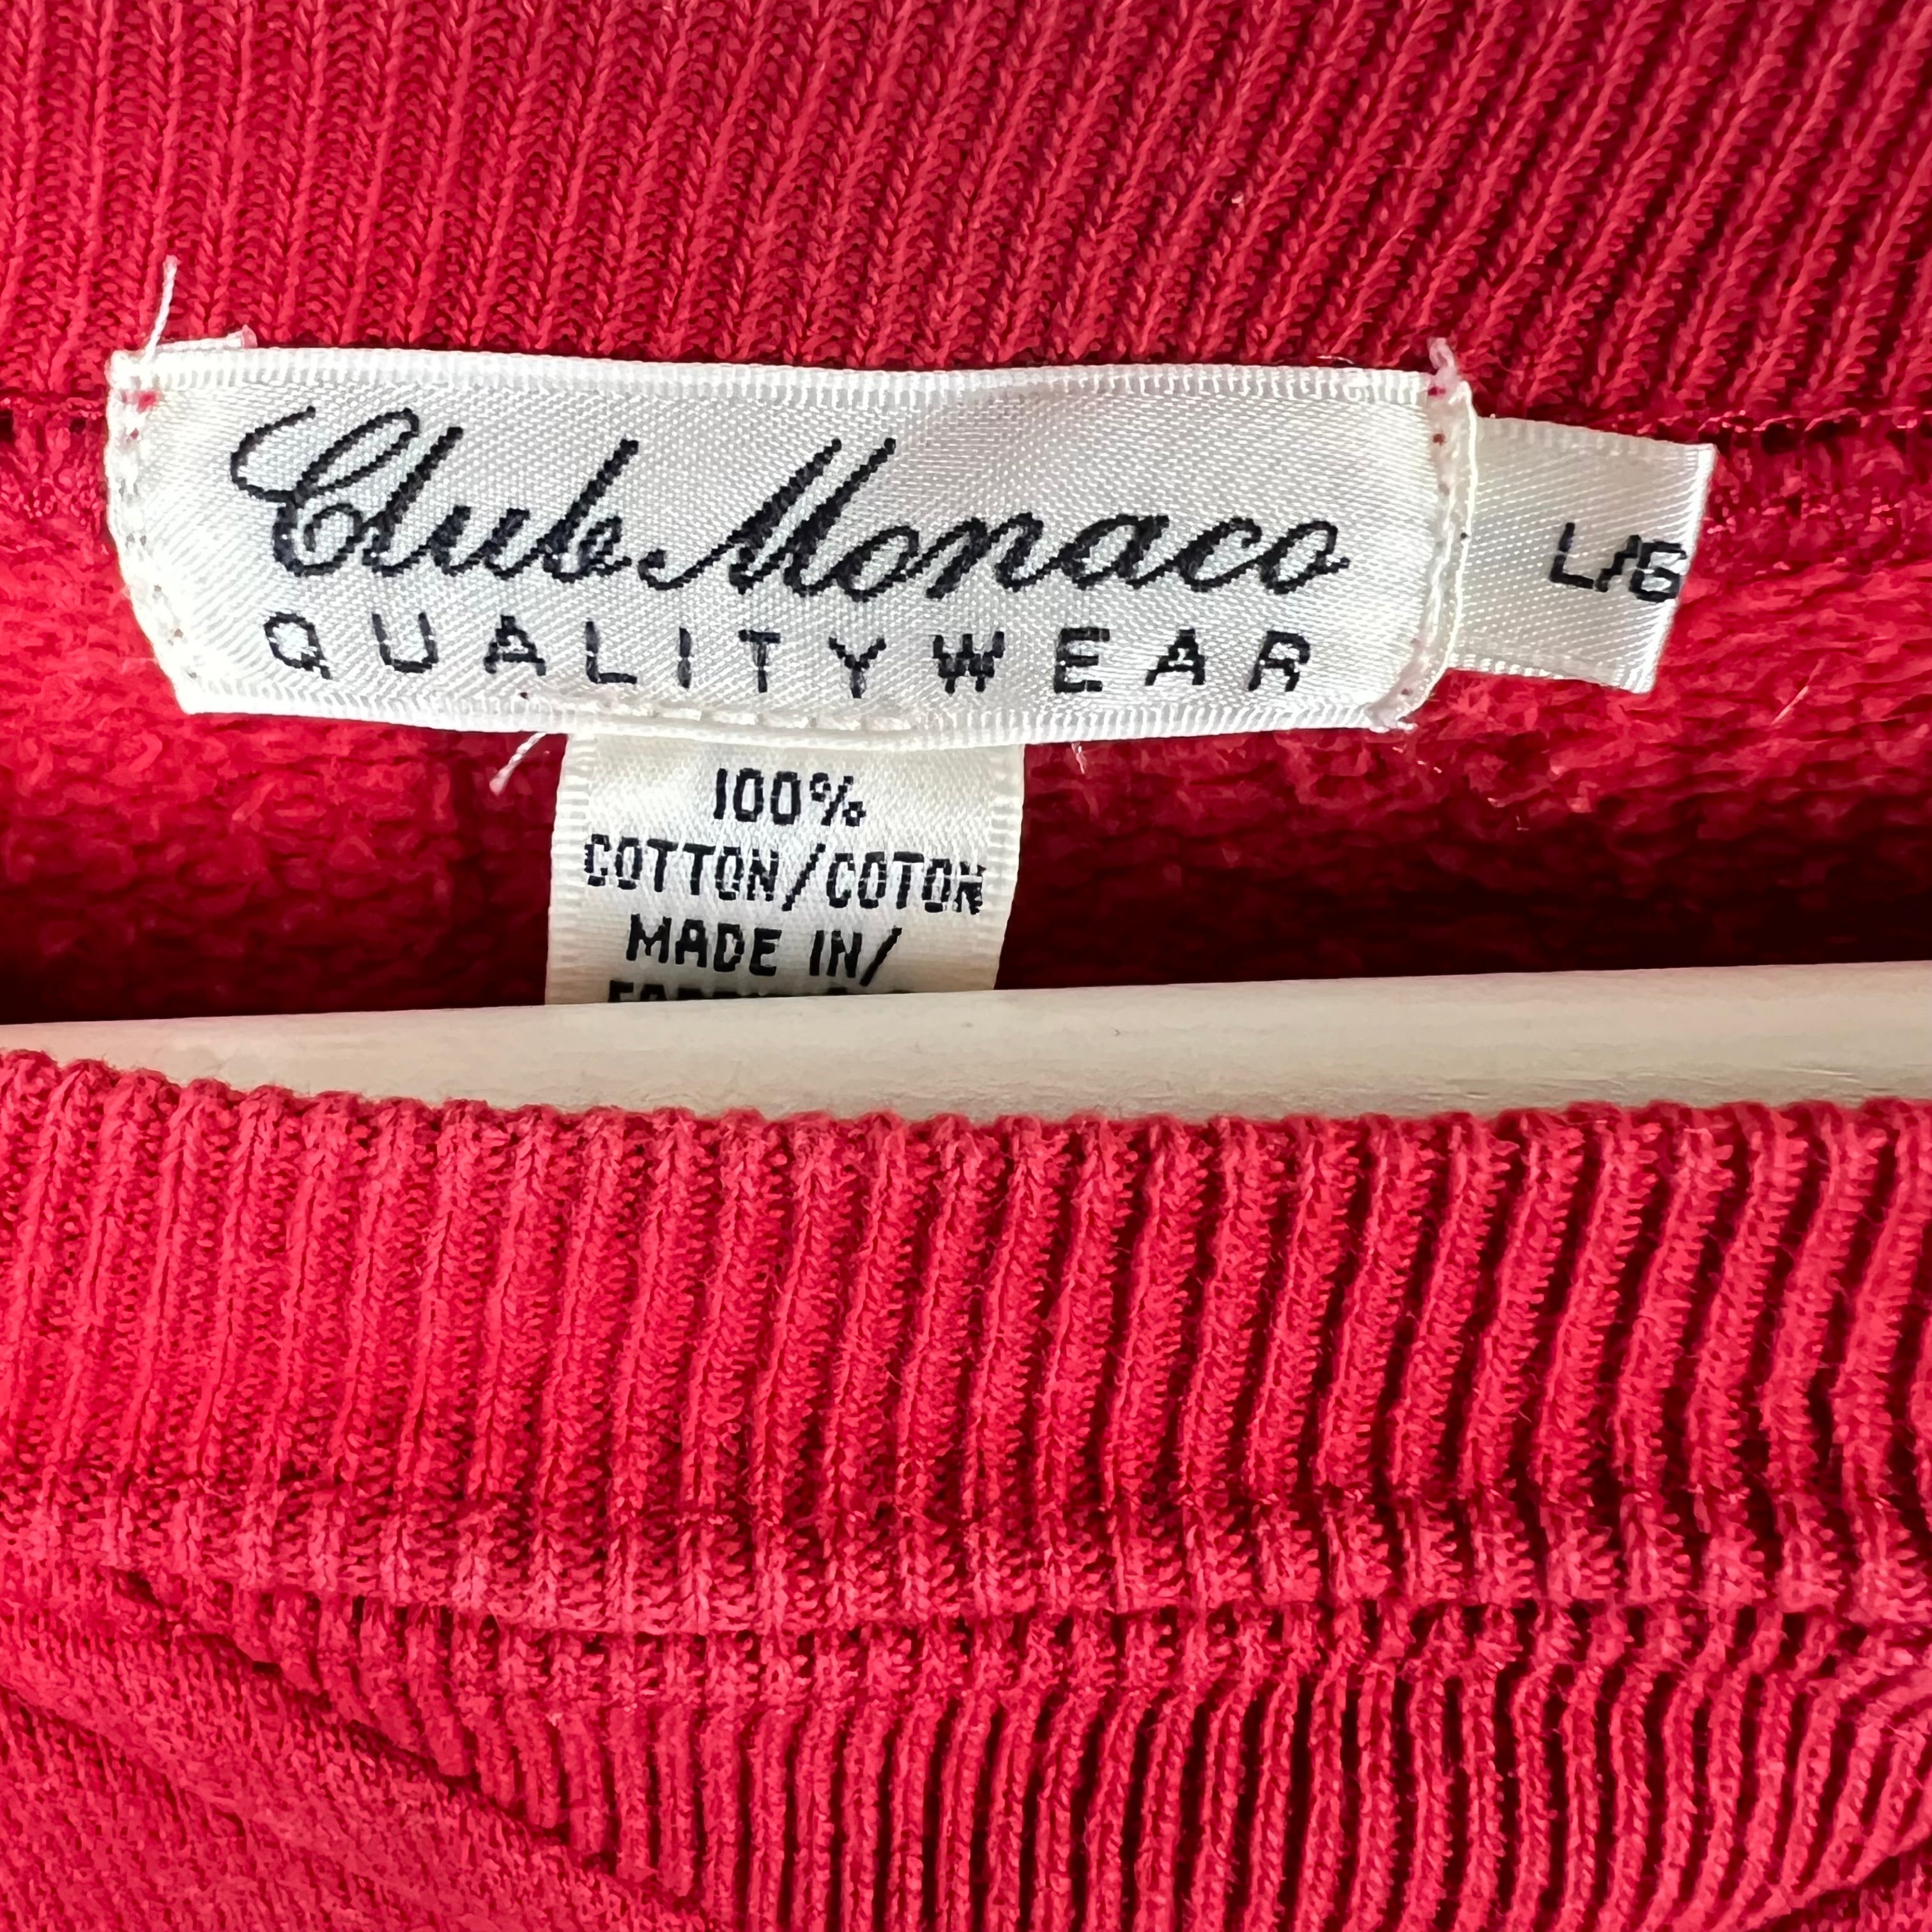 Club Monaco
QUALITYWEAR
L/G
100%
COTTON/COTON
MADE IN/